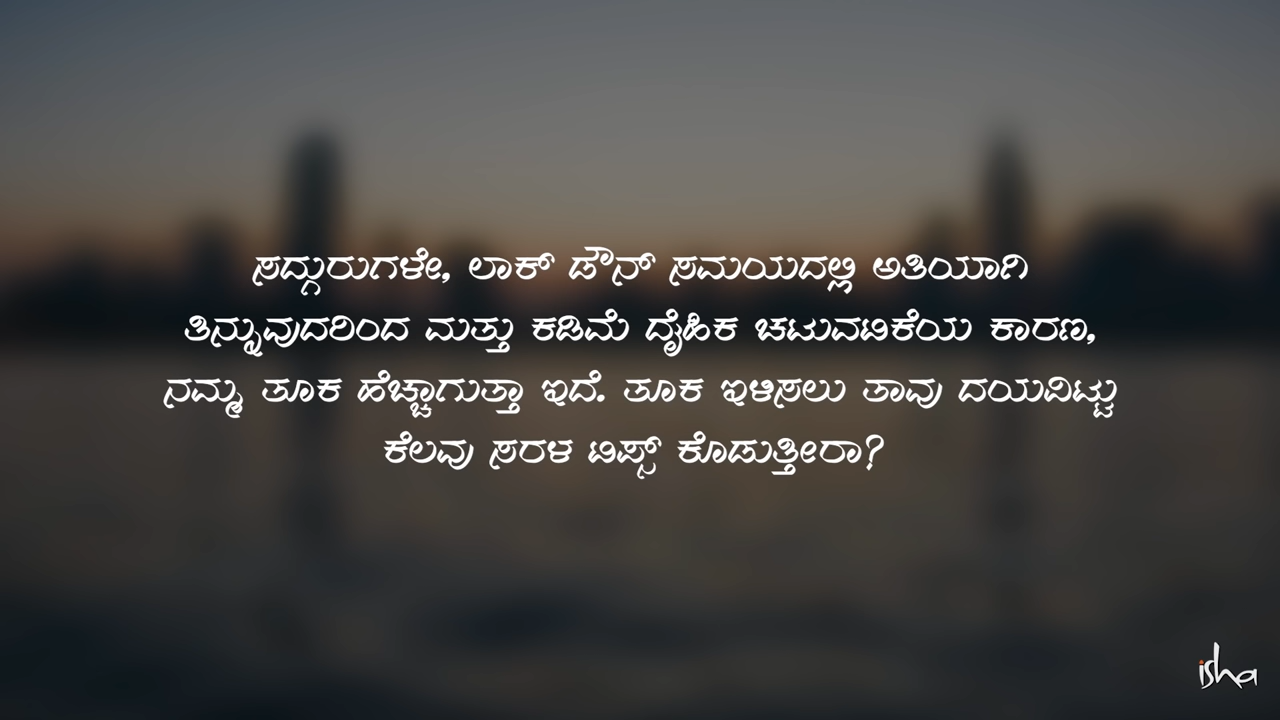 ಸದ್ಗುರುಗಳೇ, ಲಾಕ್ ಡೌನ್ ಸಮಯದಲ್ಲಿ ಅತಿಯಾಗಿ
ತಿನ್ನುವುದರಿಂದ ಮತ್ತು ಕಡಿಮೆ ದೈಹಿಕ ಚಟುವಟಿಕೆಯ ಕಾರಣ,
ನಮ್ಮ ತೂಕ ಹೆಚ್ಚಾಗುತ್ತಾ ಇದೆ. ತೂಕ ಇಳಿಸಲು ತಾವು ದಯವಿಟ್ಟು
ಕೆಲವು ಸರಳ ಟಿಪ್ಸ್ ಕೊಡುತ್ತೀರಾ?
isha